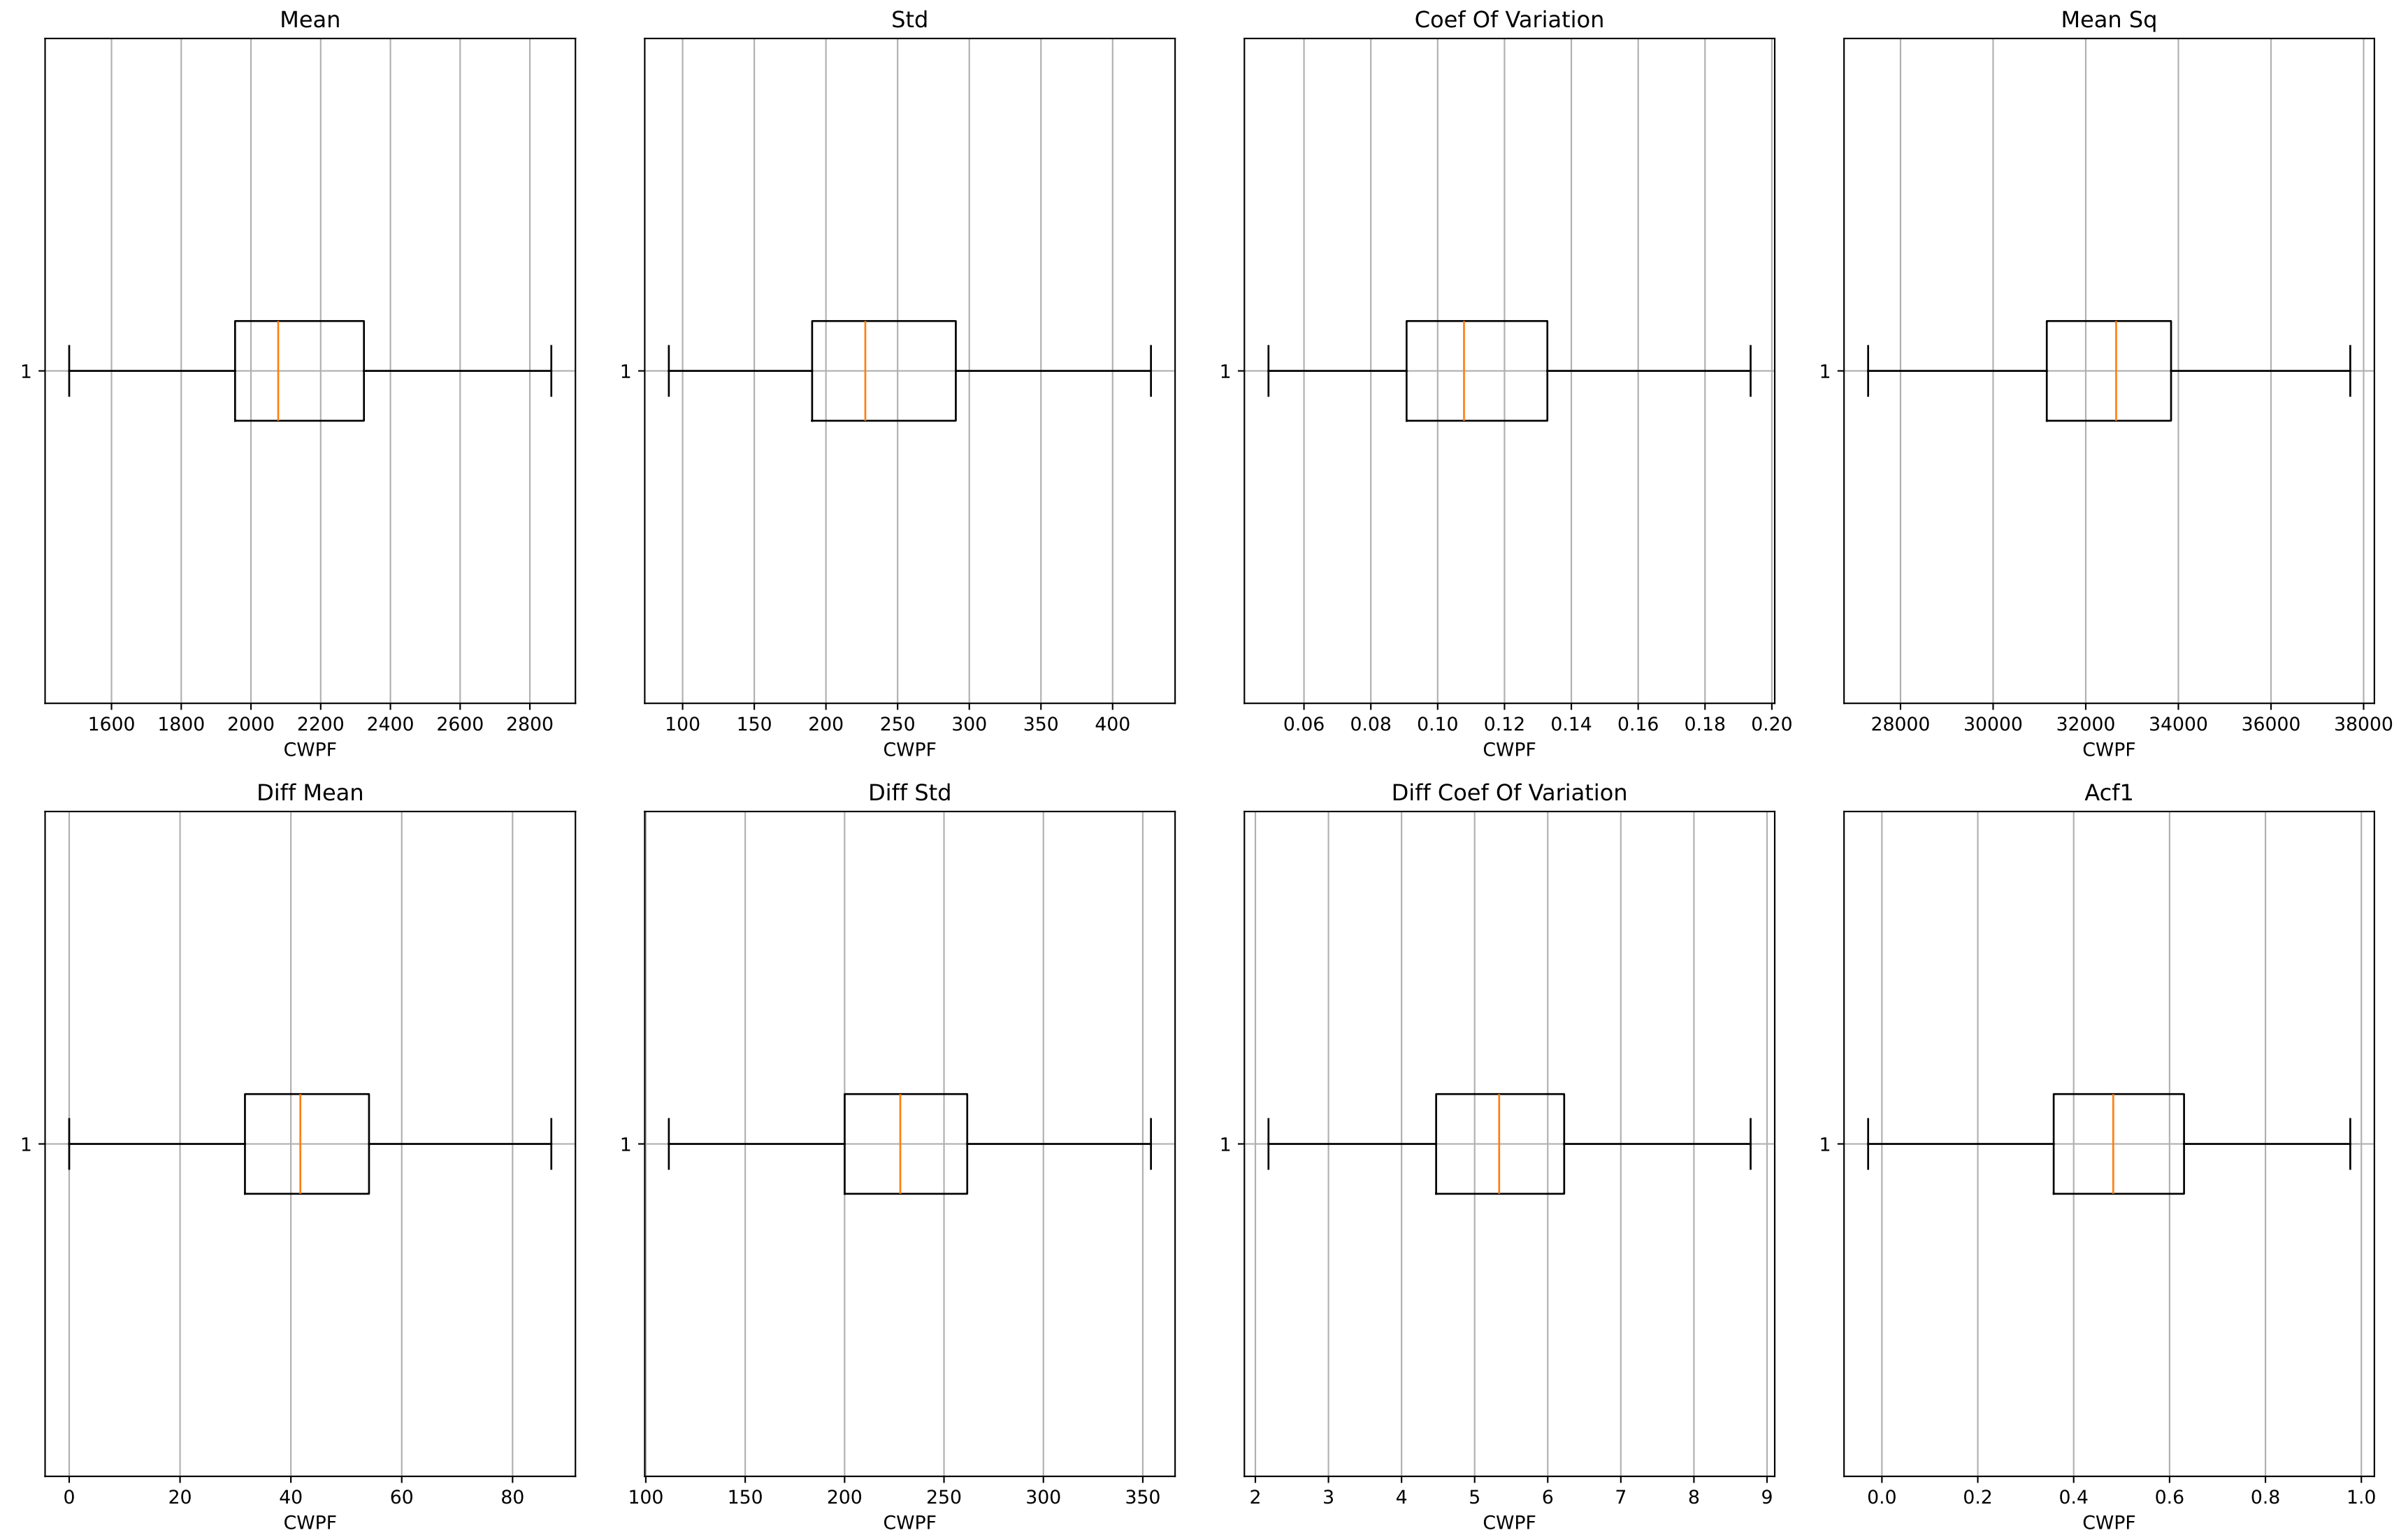 Mean Std Coef Of Variation Mean Sq
1 1 1 1
1600 1800 2000 2200 2400 2600 2800 100 150 200 250 300 350 400 0.06 0.08 0.10 0.12 0.14 0.16 0.18 0.20 28000 30000 32000 34000 36000 38000
CWPF CWPF CWPF CWPF
Diff Mean Diff Std Diff Coef Of Variation Acf1
1 1 1 1
0 20 40 60 80 100 150 200 250 300 350 2 3 4 5 6 7 8 9 0.0 0.2 0.4 0.6 0.8 1.0
CWPF CWPF CWPF CWPF